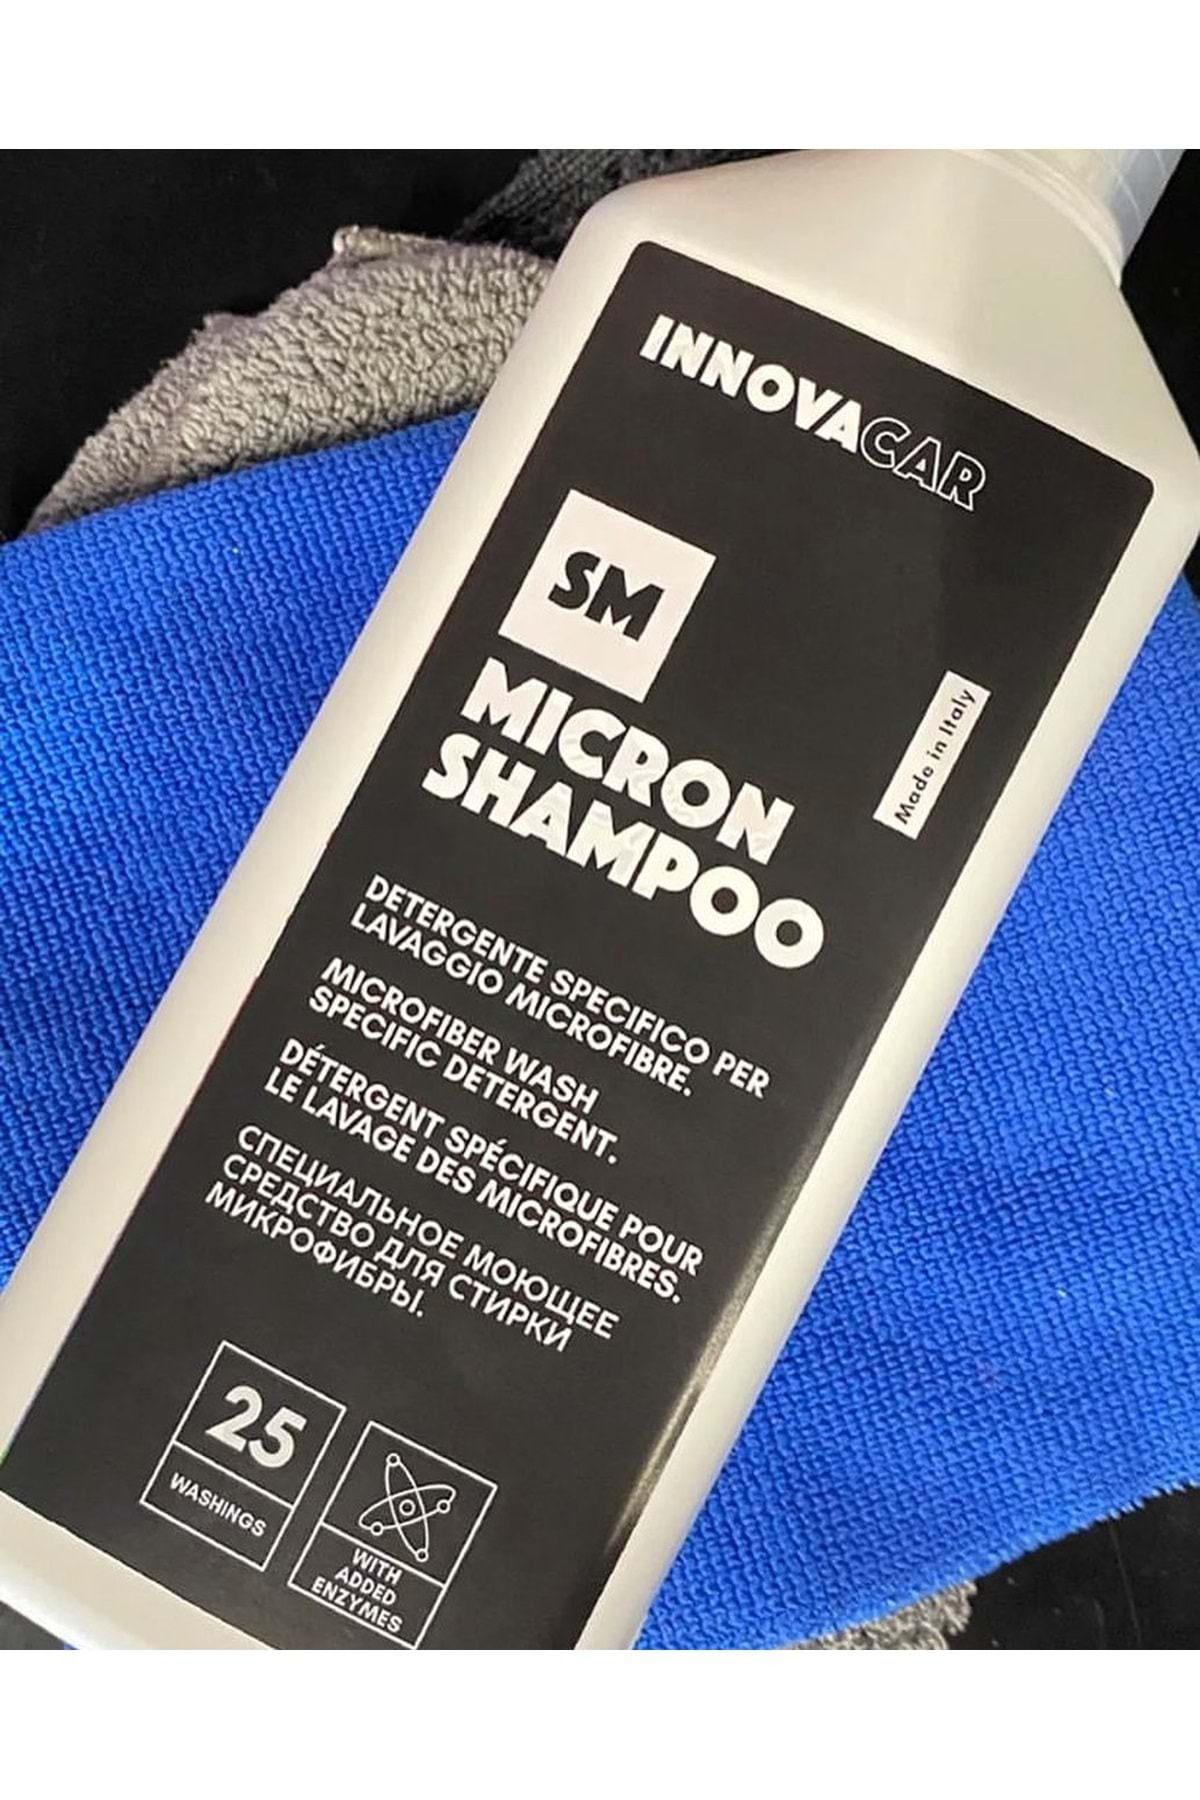 INNOVACAR
SM
MICRON
SHAMPOO
Made in Italy
DETERGENTE SPECIFICO PER
LAVAGGIO MICROFIBRE.
MICROFIBER WASH
SPECIFIC DETERGENT.
DÉTERGENT SPÉCIFIQUE POUR
LE LAVAGE DES MICROFIBRES.
СПЕЦИАЛЬНОЕ МОЮЩЕЕ
СРЕДСТВО ДЛЯ СТИРКИ
МИКРОФИБРЫ.
25
WASHINGS
WITH
ADDED
ENZYMES